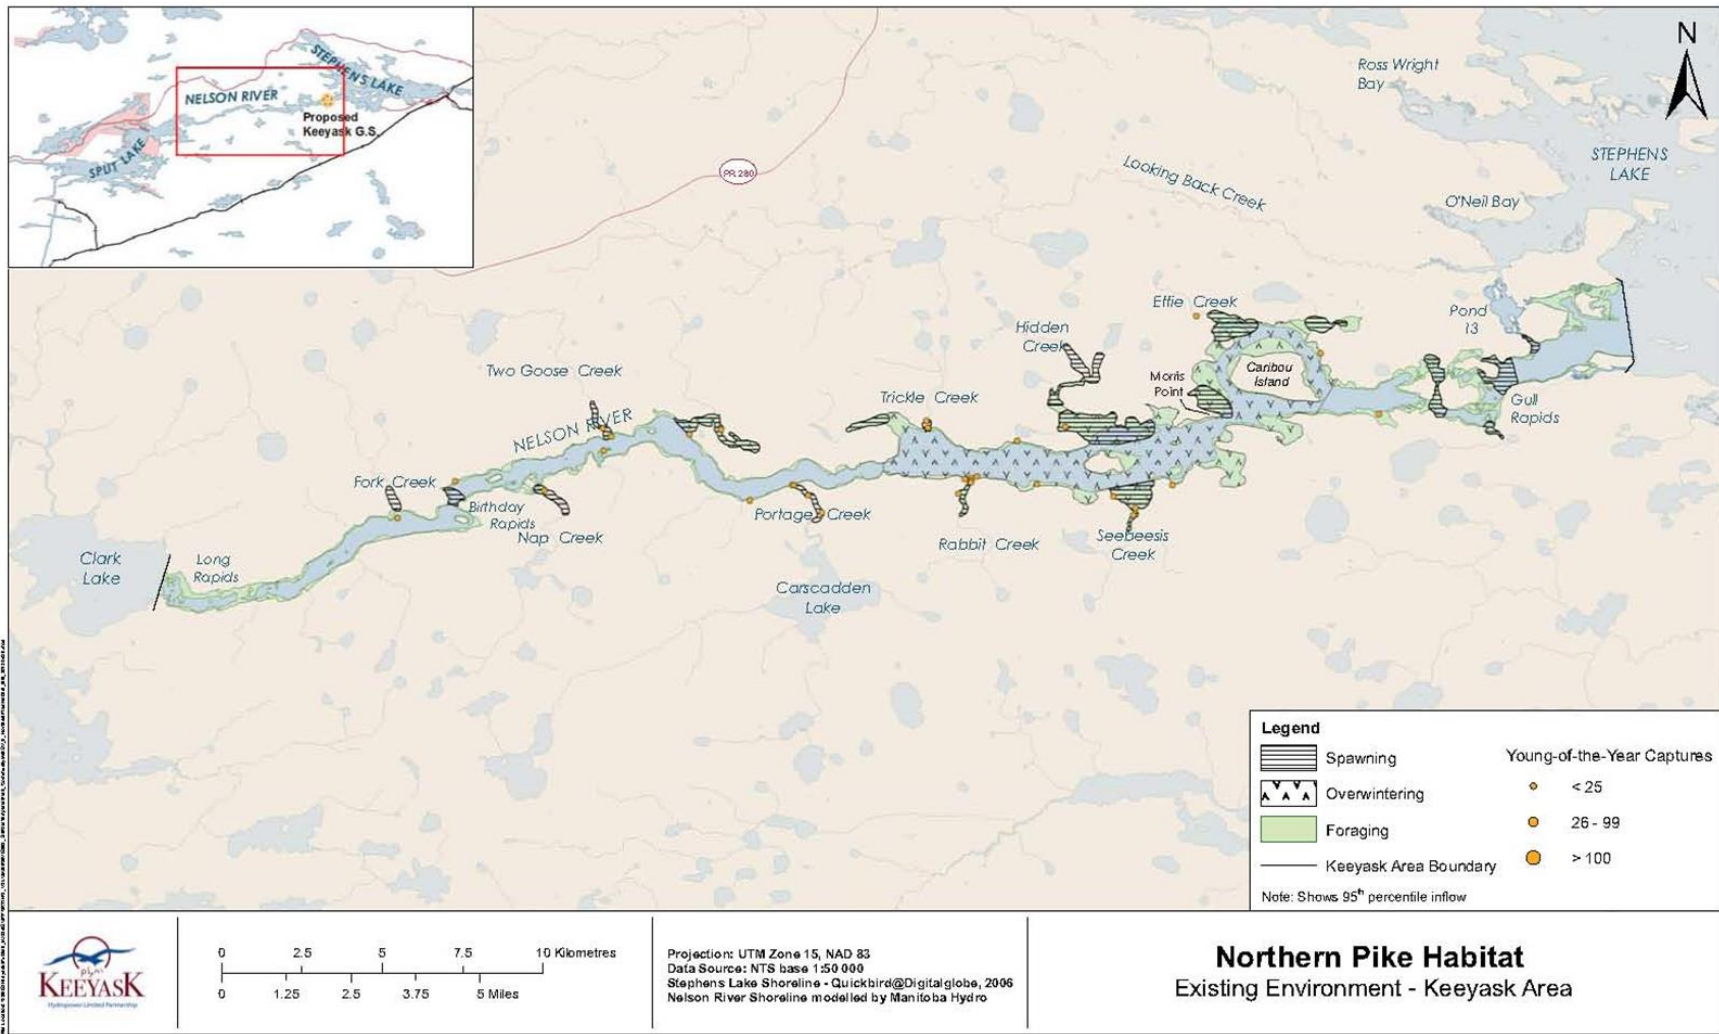 STEPHENS LAKE
NELSON RIVER
Proposed
Keeyask G.S.
SPLIT LAKE
N
Ross Wright
Bay
STEPHENS
LAKE
PR 280
Looking Back Creek
O'Neil Bay
Effie Creek
Pond
13
Hidden
Creek
Two Goose Creek
Morris
Point
Caribou
Island
Trickle Creek
Gull
Rapids
NELSON RIVER
Fork Creek
Birthday
Rapids
Portage Creek
Nap Creek
Rabbit Creek
Seebeesis
Creek
Clark
Lake
Long
Rapids
Carscadden
Lake
Legend
Spawning
Overwintering
Foraging
Keeyask Area Boundary
Note: Shows 95th percentile inflow
Young-of-the-Year Captures
< 25
26 - 99
> 100
KEEYASK
Hydropower Limited Partnership
0 2.5 5 7.5 10 Kilometres
0 1.25 2.5 3.75 5 Miles
Projection: UTM Zone 15, NAD 83
Data Source: NTS base 1:50 000
Stephens Lake Shoreline - Quickbird@Digitalglobe, 2006
Nelson River Shoreline modelled by Manitoba Hydro
Northern Pike Habitat
Existing Environment - Keeyask Area